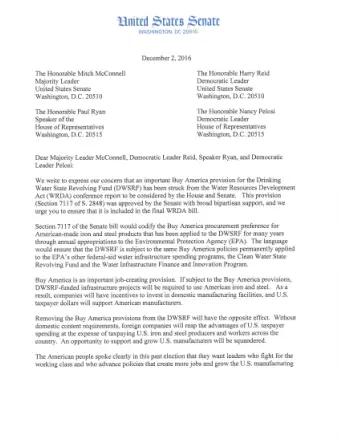 United States Senate
WASHINGTON, DC 20510
December 2, 2016
The Honorable Mitch McConnell
Majority Leader
United States Senate
Washington, D.C. 20510
The Honorable Harry Reid
Democratic Leader
United States Senate
Washington, D.C. 20510
The Honorable Paul Ryan
Speaker of the
House of Representatives
Washington, D.C. 20515
The Honorable Nancy Pelosi
Democratic Leader
House of Representatives
Washington, D.C. 20515
Dear Majority Leader McConnell, Democratic Leader Reid, Speaker Ryan, and Democratic
Leader Pelosi:
We write to express our concern that an important Buy America provision for the Drinking
Water State Revolving Fund (DWSRF) has been struck from the Water Resources Development
Act (WRDA) conference report to be considered by the House and Senate. This provision
(Section 7117 of S. 2848) was approved by the Senate with broad bipartisan support, and we
urge you to ensure that it is included in the final WRDA bill.
Section 7117 of the Senate bill would codify the Buy America procurement preference for
American-made iron and steel products that has been applied to the DWSRF for many years
through annual appropriations to the Environmental Protection Agency (EPA). The language
would ensure that the DWSRF is subject to the same Buy America policies permanently applied
to the EPA's other federal-aid water infrastructure spending programs, the Clean Water State
Revolving Fund and the Water Infrastructure Finance and Innovation Program.
Buy America is an important job-creating provision. If subject to the Buy America provisions,
DWSRF-funded infrastructure projects will be required to use American iron and steel. As a
result, companies will have incentives to invest in domestic manufacturing facilities, and U.S.
taxpayer dollars will support American manufacturers.
Removing the Buy America provisions from the DWSRF will have the opposite effect. Without
domestic content requirements, foreign companies will reap the advantages of U.S. taxpayer
spending at the expense of taxpaying U.S. iron and steel producers and workers across the
country. An opportunity to support and grow U.S. manufacturers will be squandered.
The American people spoke clearly in this past election that they want leaders who fight for the
working class and who advance policies that create more jobs and grow the U.S. manufacturing